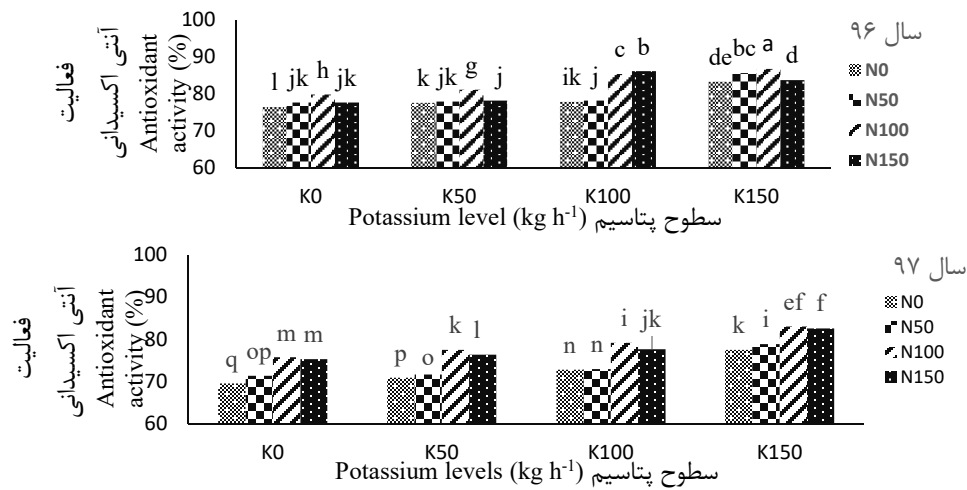 فعالیت
آنتی اکسیدانی
Antioxidant
activity (%)
100
90
80
70
60
l jk h jk
k jk g j
ik j c b
de bc a d
K0 K50 K100 K150
سطوح پتاسیم Potassium level (kg h-1)
سال ۹۶
N0
N50
N100
N150
فعالیت
آنتی اکسیدانی
Antioxidant
activity (%)
100
90
80
70
60
q op m m
p o k l
n n i jk
k i ef f
K0 K50 K100 K150
سطوح پتاسیم Potassium levels (kg h-1)
سال ۹۷
N0
N50
N100
N150